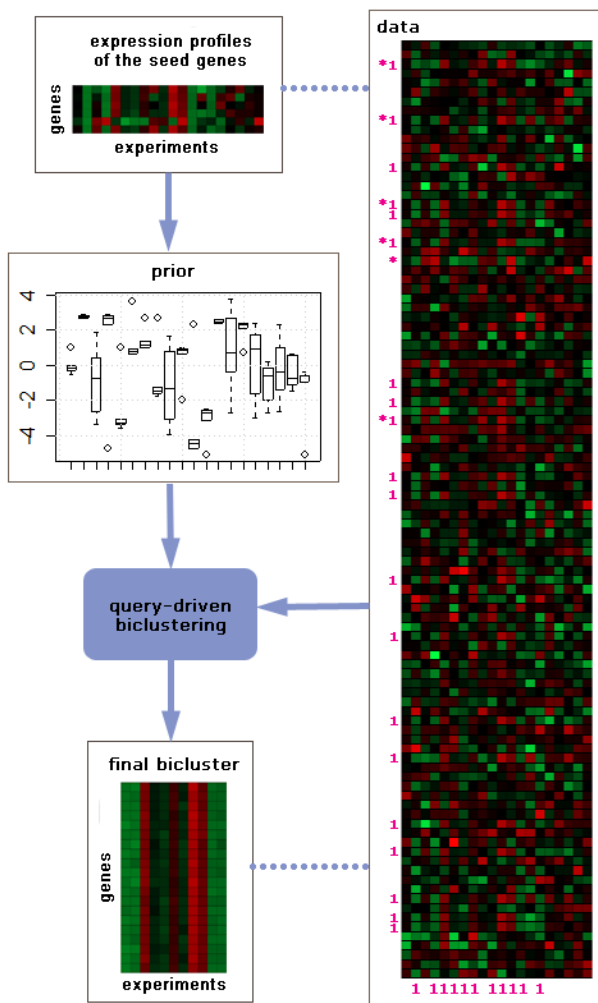 expression profiles
of the seed genes
genes
experiments
prior
4
2
0
-2
-4
query-driven
biclustering
final bicluster
genes
experiments
data
*1
*1
1
*1
1
*1
*
1
1
*1
1
1
1
1
1
1
1
1
1
1
1
1 11111 1111 1